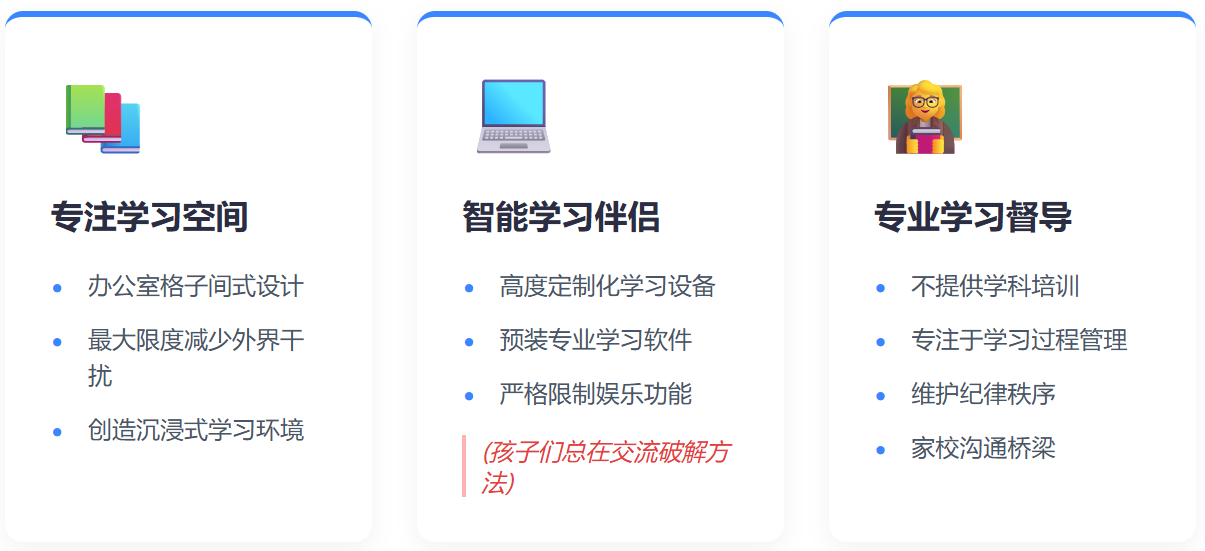 专注学习空间
办公室格子间式设计
最大限度减少外界干
扰
创造沉浸式学习环境
智能学习伴侣
高度定制化学习设备
预装专业学习软件
严格限制娱乐功能
(孩子们总在交流破解方
法)
专业学习督导
不提供学科培训
专注于学习过程管理
维护纪律秩序
家校沟通桥梁